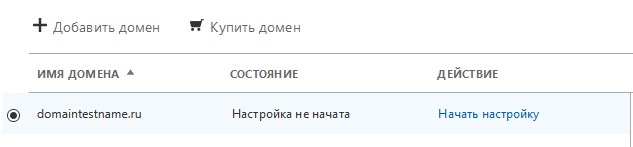 Добавить домен Купить домен
ИМЯ ДОМЕНА СОСТОЯНИЕ ДЕЙСТВИЕ
domaintestname.ru Настройка не начата Начать настройку